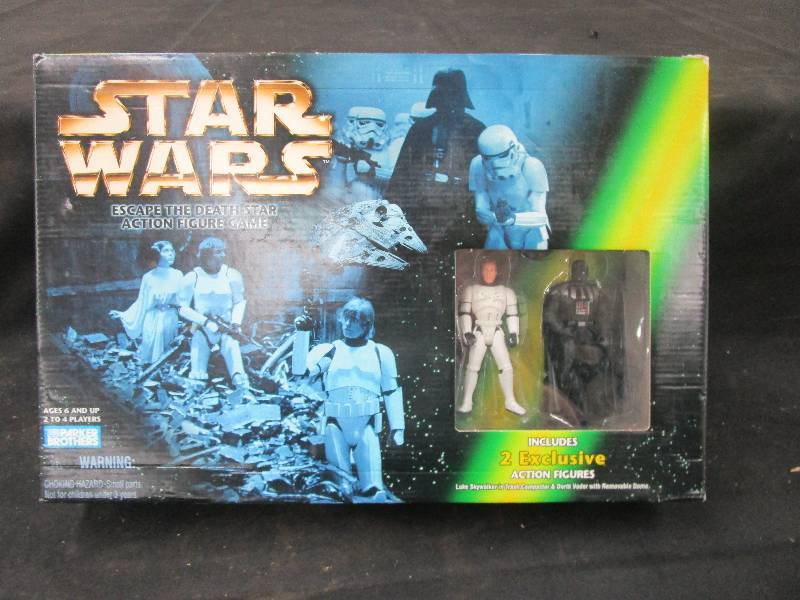 STAR
WARS
TM
ESCAPE THE DEATH STAR
ACTION FIGURE GAME
AGES 6 AND UP
2 TO 4 PLAYERS
PARKER
BROTHERS
WARNING:
CHOKING HAZARD-Small parts
Not for children under 3 years.
INCLUDES
2 Exclusive
ACTION FIGURES
Luke Skywalker in Trash Compactor & Darth Vader with Removable Dome.